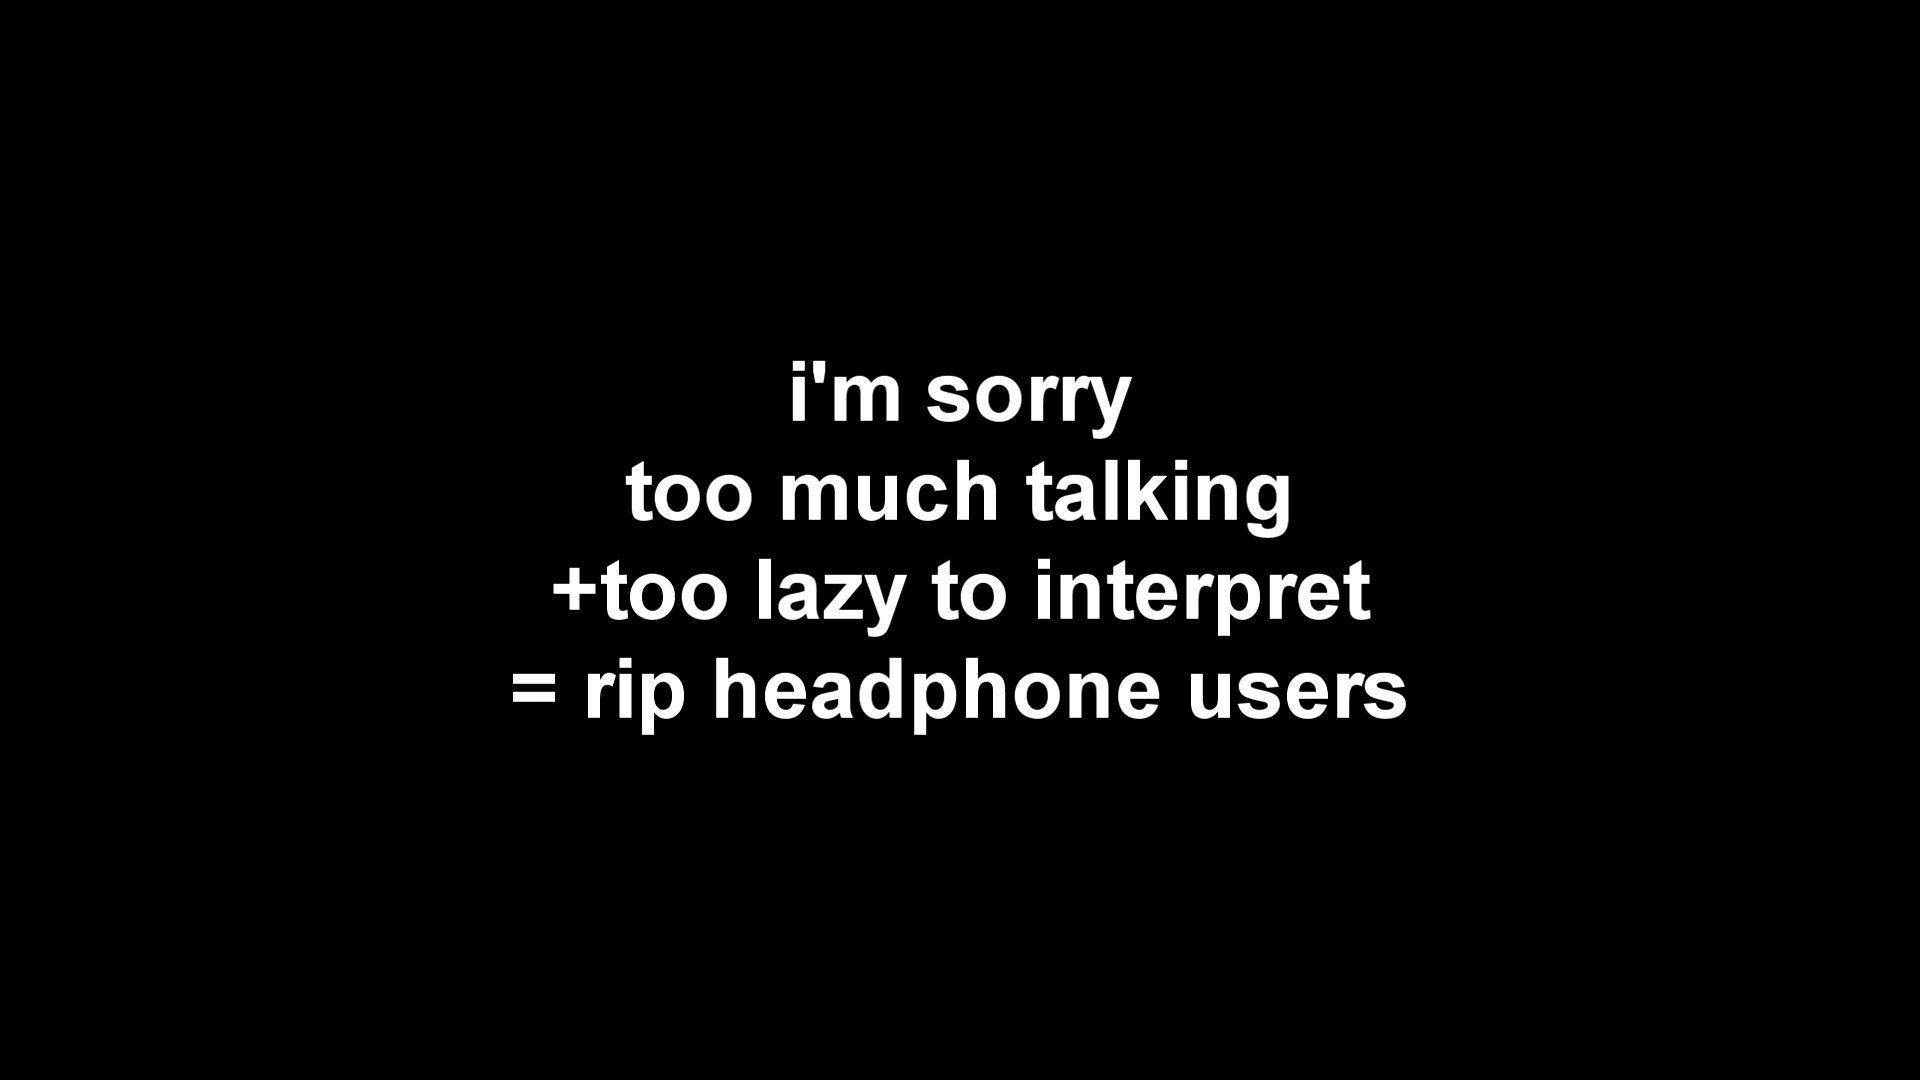 i'm sorry
too much talking
+too lazy to interpret
= rip headphone users